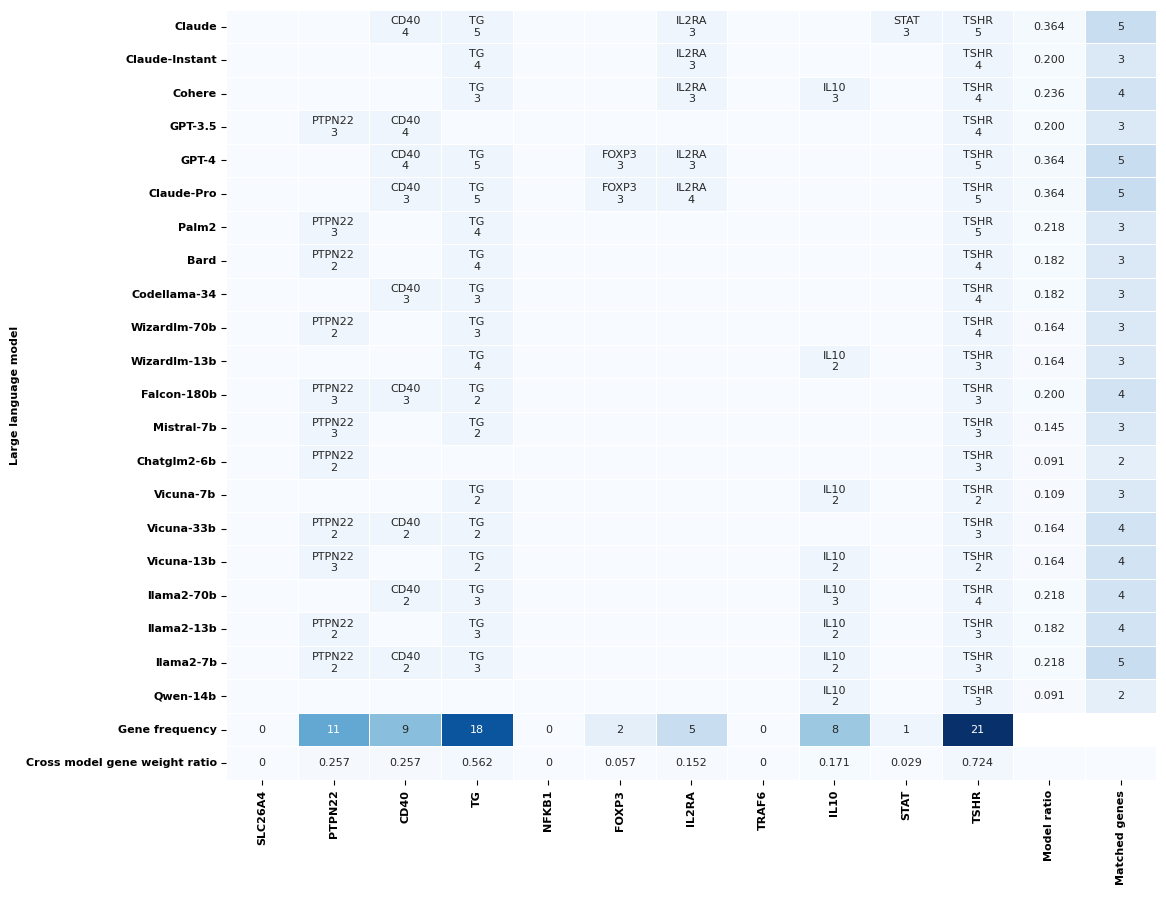 Large language model
Claude
CD40 TG IL2RA STAT TSHR
4 5 3 3 5
0.364 5
Claude-Instant
TG IL2RA TSHR
4 3 4
0.200 3
Cohere
TG IL2RA IL10 TSHR
3 3 3 4
0.236 4
GPT-3.5
PTPN22 CD40 TSHR
3 4 4
0.200 3
GPT-4
CD40 TG FOXP3 IL2RA TSHR
4 5 3 3 5
0.364 5
Claude-Pro
CD40 TG FOXP3 IL2RA TSHR
3 5 3 4 5
0.364 5
Palm2
PTPN22 TG TSHR
3 4 5
0.218 3
Bard
PTPN22 TG TSHR
2 4 4
0.182 3
Codellama-34
CD40 TG TSHR
3 3 4
0.182 3
Wizardlm-70b
PTPN22 TG TSHR
2 3 4
0.164 3
Wizardlm-13b
TG IL10 TSHR
4 2 3
0.164 3
Falcon-180b
PTPN22 CD40 TG TSHR
3 3 2 3
0.200 4
Mistral-7b
PTPN22 TG TSHR
3 2 3
0.145 3
Chatglm2-6b
PTPN22 TSHR
2 3
0.091 2
Vicuna-7b
TG IL10 TSHR
2 2 2
0.109 3
Vicuna-33b
PTPN22 CD40 TG TSHR
2 2 2 3
0.164 4
Vicuna-13b
PTPN22 TG IL10 TSHR
3 2 2 2
0.164 4
llama2-70b
CD40 TG IL10 TSHR
2 3 3 4
0.218 4
llama2-13b
PTPN22 TG IL10 TSHR
2 3 2 3
0.182 4
llama2-7b
PTPN22 CD40 TG IL10 TSHR
2 2 3 2 3
0.218 5
Qwen-14b
IL10 TSHR
2 3
0.091 2
Gene frequency 0 11 9 18 0 2 5 0 8 1 21
Cross model gene weight ratio 0 0.257 0.257 0.562 0 0.057 0.152 0 0.171 0.029 0.724
SLC26A4
PTPN22
CD40
TG
NFKB1
FOXP3
IL2RA
TRAF6
IL10
STAT
TSHR
Model ratio
Matched genes